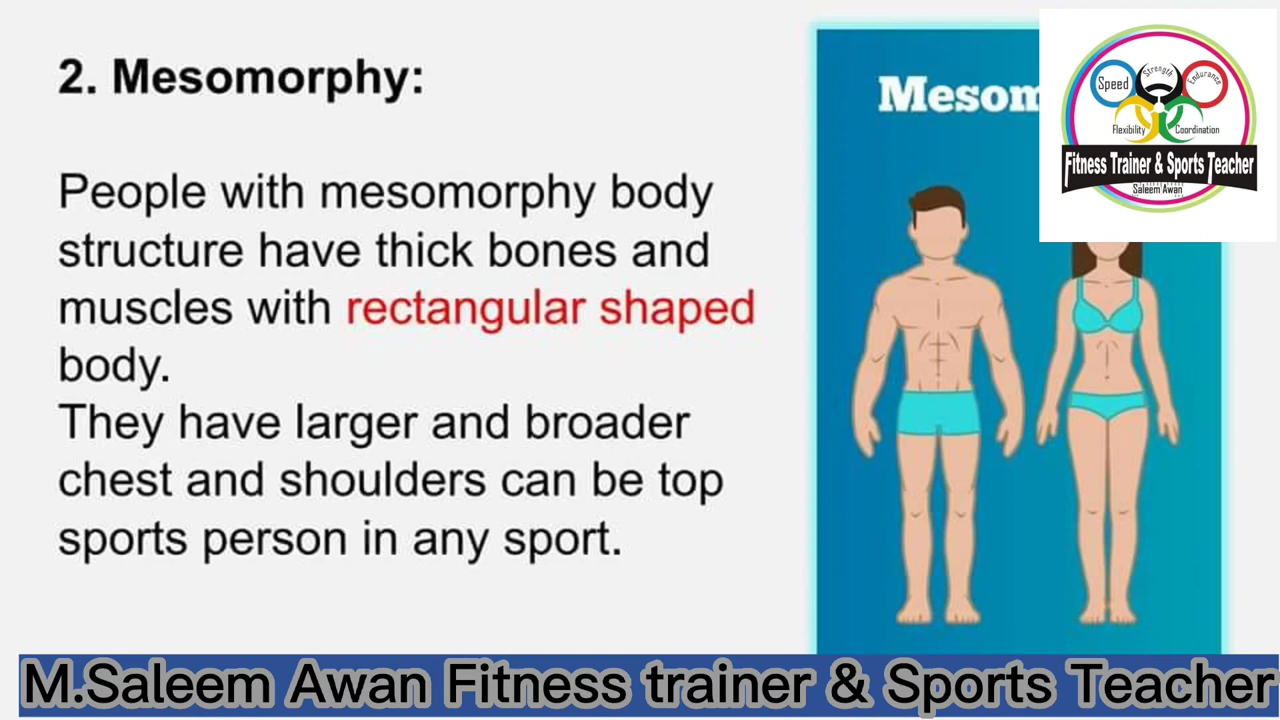 2. Mesomorphy:
People with mesomorphy body
structure have thick bones and
muscles with rectangular shaped
body.
They have larger and broader
chest and shoulders can be top
sports person in any sport.
Mesom
Speed
Strength
Endurance
Flexibility
Coordination
Fitness Trainer & Sports Teacher
Saleem Awan
M.Saleem Awan Fitness trainer & Sports Teacher